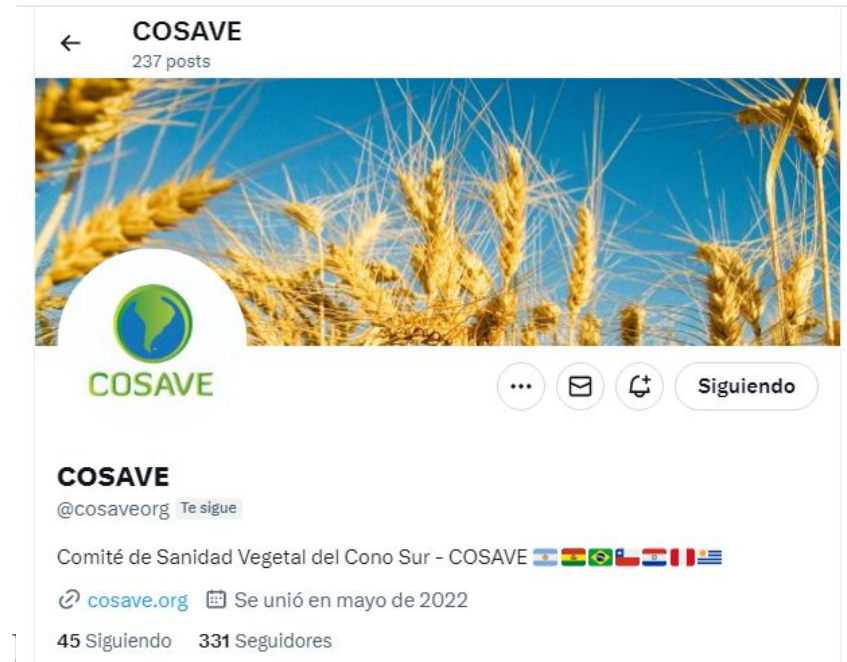 COSAVE
237 posts
COSAVE
Siguiendo
COSAVE
@cosaveorg Te sigue
Comité de Sanidad Vegetal del Cono Sur - COSAVE 🇦🇷🇧🇴🇧🇷🇨🇱🇵🇾🇵🇪🇺🇾
cosave.org Se unió en mayo de 2022
45 Siguiendo 331 Seguidores